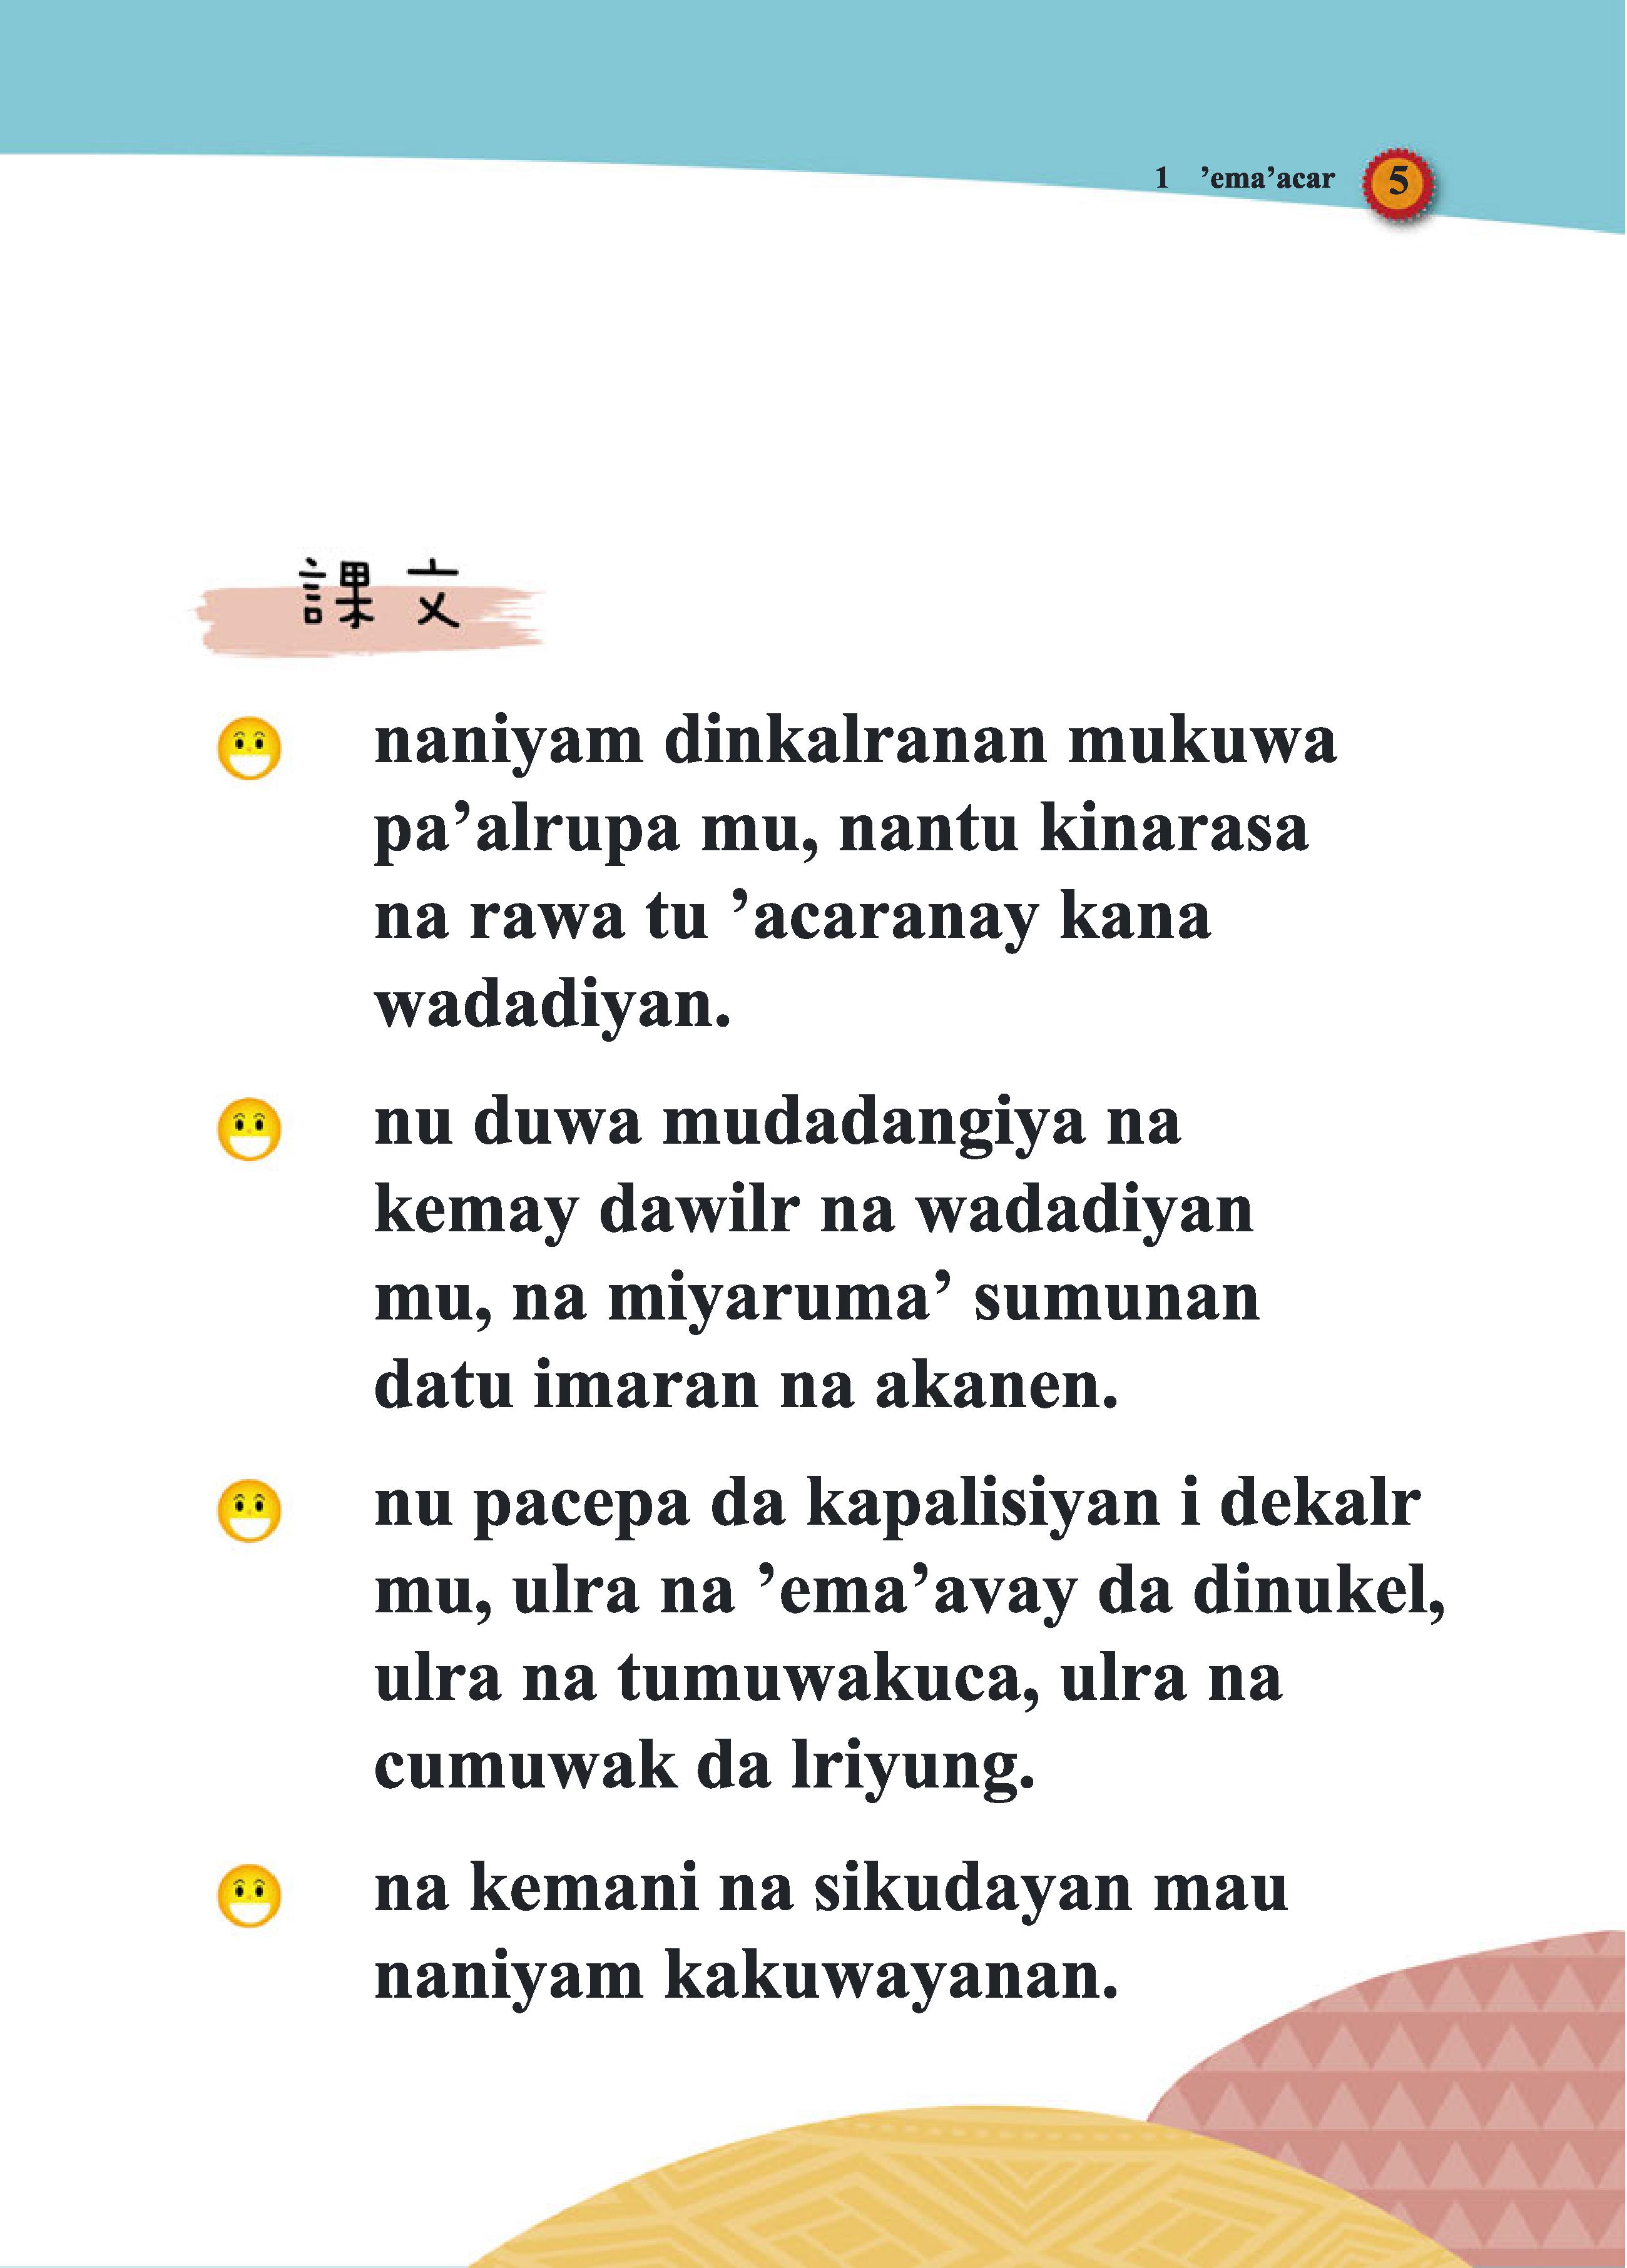 1 ’ema’acar 5
課文
naniyam dinkalranan mukuwa
pa’alrupa mu, nantu kinarasa
na rawa tu ’acaranay kana
wadadiyan.
nu duwa mudadangiya na
kemay dawilr na wadadiyan
mu, na miyaruma’ sumunan
datu imaran na akanen.
nu pacepa da kapalisiyan i dekalr
mu, ulra na ’ema’avay da dinukel,
ulra na tumuwakuca, ulra na
cumuwak da lriyung.
na kemani na sikudayan mau
naniyam kakuwayanan.